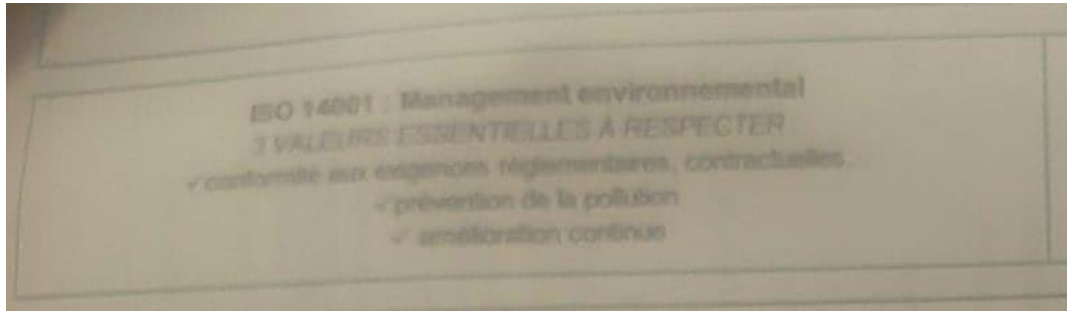 ISO 14001 : Management environnemental
3 VALEURS ESSENTIELLES À RESPECTER
✓conformité aux exigences réglementaires, contractuelles...
✓prévention de la pollution
✓ amélioration continue